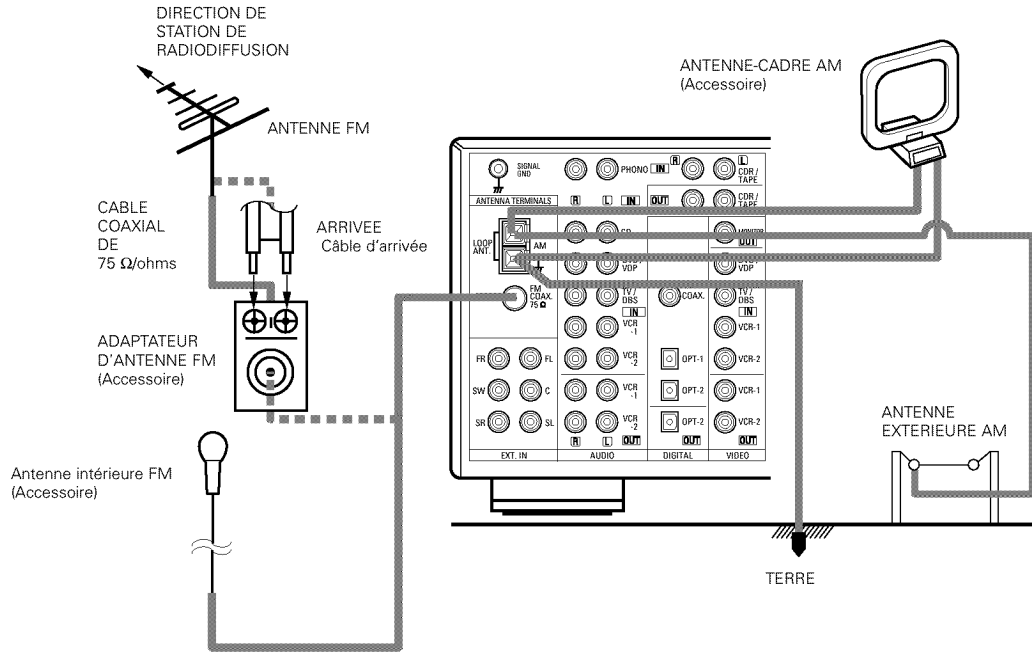 DIRECTION DE
STATION DE
RADIODIFFUSION
ANTENNE FM
CABLE
COAXIAL
DE
75 Ω/ohms
ARRIVEE
Câble d'arrivée
ADAPTATEUR
D'ANTENNE FM
(Accessoire)
Antenne intérieure FM
(Accessoire)
ANTENNE-CADRE AM
(Accessoire)
SIGNAL
GND
ANTENNA TERMINALS
LOOP
ANT.
AM
FM
COAX.
75 Ω
FR
FL
SW
C
SR
SL
EXT. IN
PHONO IN
R
L
IN
VDP
TV /
DBS
IN
VCR
-1
VCR
-2
VCR
-1
VCR
-2
R
L
OUT
AUDIO
R
OUT
COAX.
OPT-1
OPT-2
OPT-2
OUT
DIGITAL
L
CDR /
TAPE
CDR /
TAPE
MONITOR
OUT
VDP
TV /
DBS
IN
VCR-1
VCR-2
VCR-1
VCR-2
OUT
VIDEO
ANTENNE
EXTERIEURE AM
TERRE